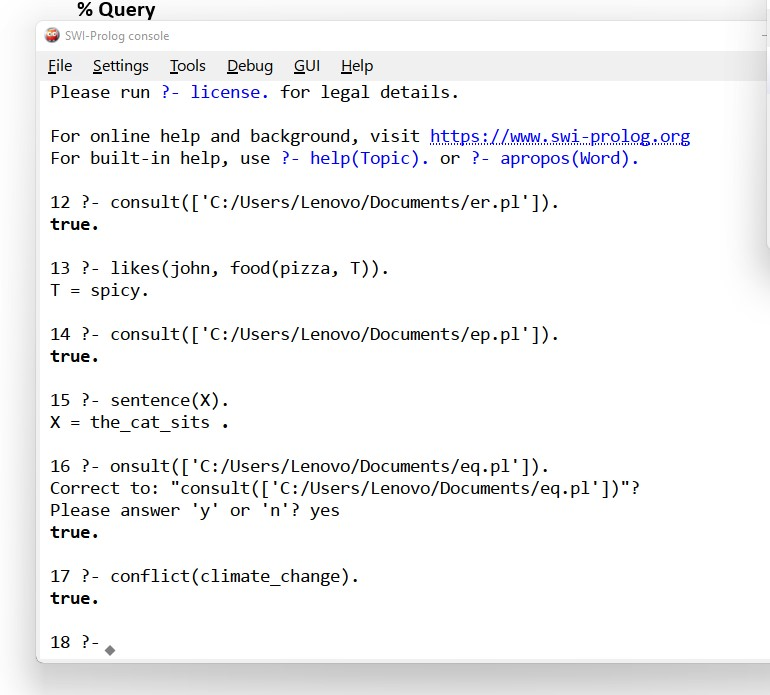 % Query
SWI-Prolog console
File Settings Tools Debug GUI Help
Please run ?- license. for legal details.
For online help and background, visit https://www.swi-prolog.org
For built-in help, use ?- help(Topic). or ?- apropos(Word).
12 ?- consult(['C:/Users/Lenovo/Documents/er.pl']).
true.
13 ?- likes(john, food(pizza, T)).
T = spicy.
14 ?- consult(['C:/Users/Lenovo/Documents/ep.pl']).
true.
15 ?- sentence(X).
X = the_cat_sits .
16 ?- onsult(['C:/Users/Lenovo/Documents/eq.pl']).
Correct to: "consult(['C:/Users/Lenovo/Documents/eq.pl'])"?
Please answer 'y' or 'n'? yes
true.
17 ?- conflict(climate_change).
true.
18 ?-